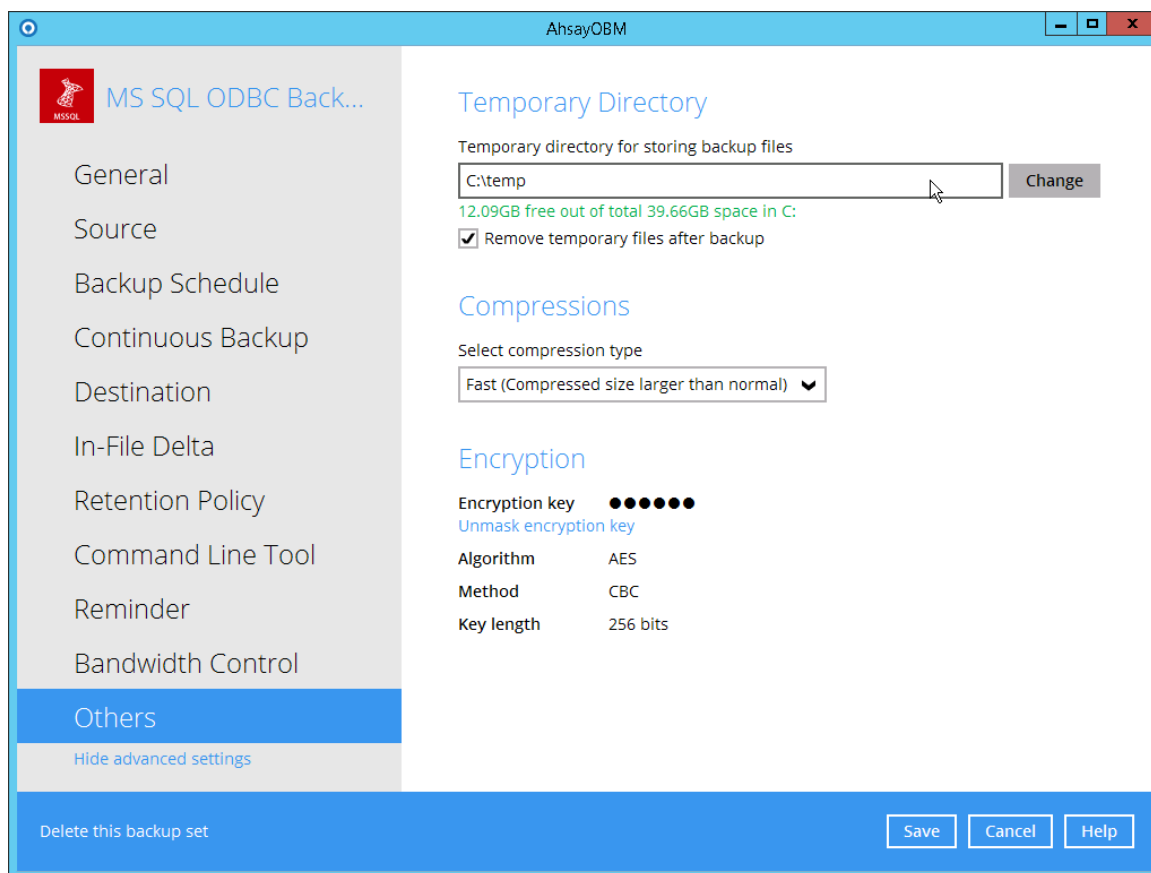 AhsayOBM
MSSQL
MS SQL ODBC Back...
General
Source
Backup Schedule
Continuous Backup
Destination
In-File Delta
Retention Policy
Command Line Tool
Reminder
Bandwidth Control
Others
Hide advanced settings
Temporary Directory
Temporary directory for storing backup files
C:\temp
Change
12.09GB free out of total 39.66GB space in C:
Remove temporary files after backup
Compressions
Select compression type
Fast (Compressed size larger than normal)
Encryption
Encryption key ●●●●●●
Unmask encryption key
Algorithm AES
Method CBC
Key length 256 bits
Delete this backup set
Save
Cancel
Help